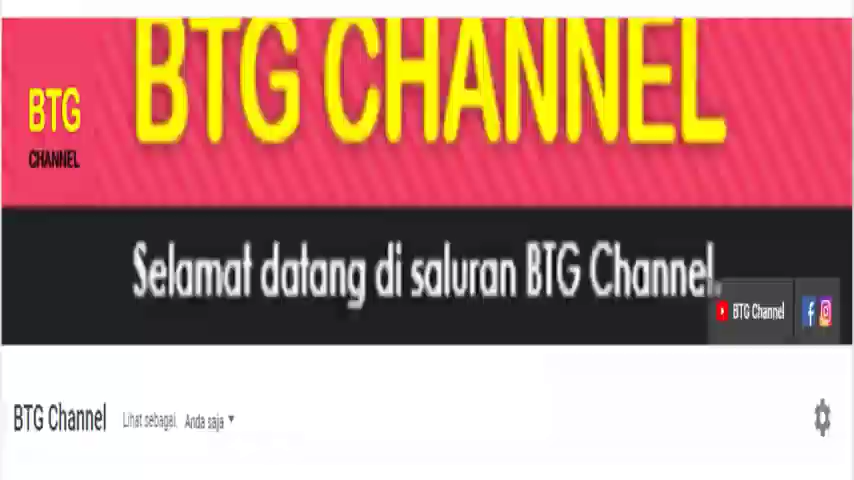 BTG CHANNEL
BTG
CHANNEL
Selamat datang di saluran BTG Channel.
BTG Channel
BTG Channel Lihat sebagai: Anda saja